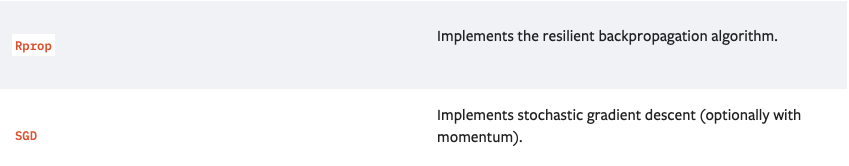 Rprop
Implements the resilient backpropagation algorithm.
SGD
Implements stochastic gradient descent (optionally with
momentum).